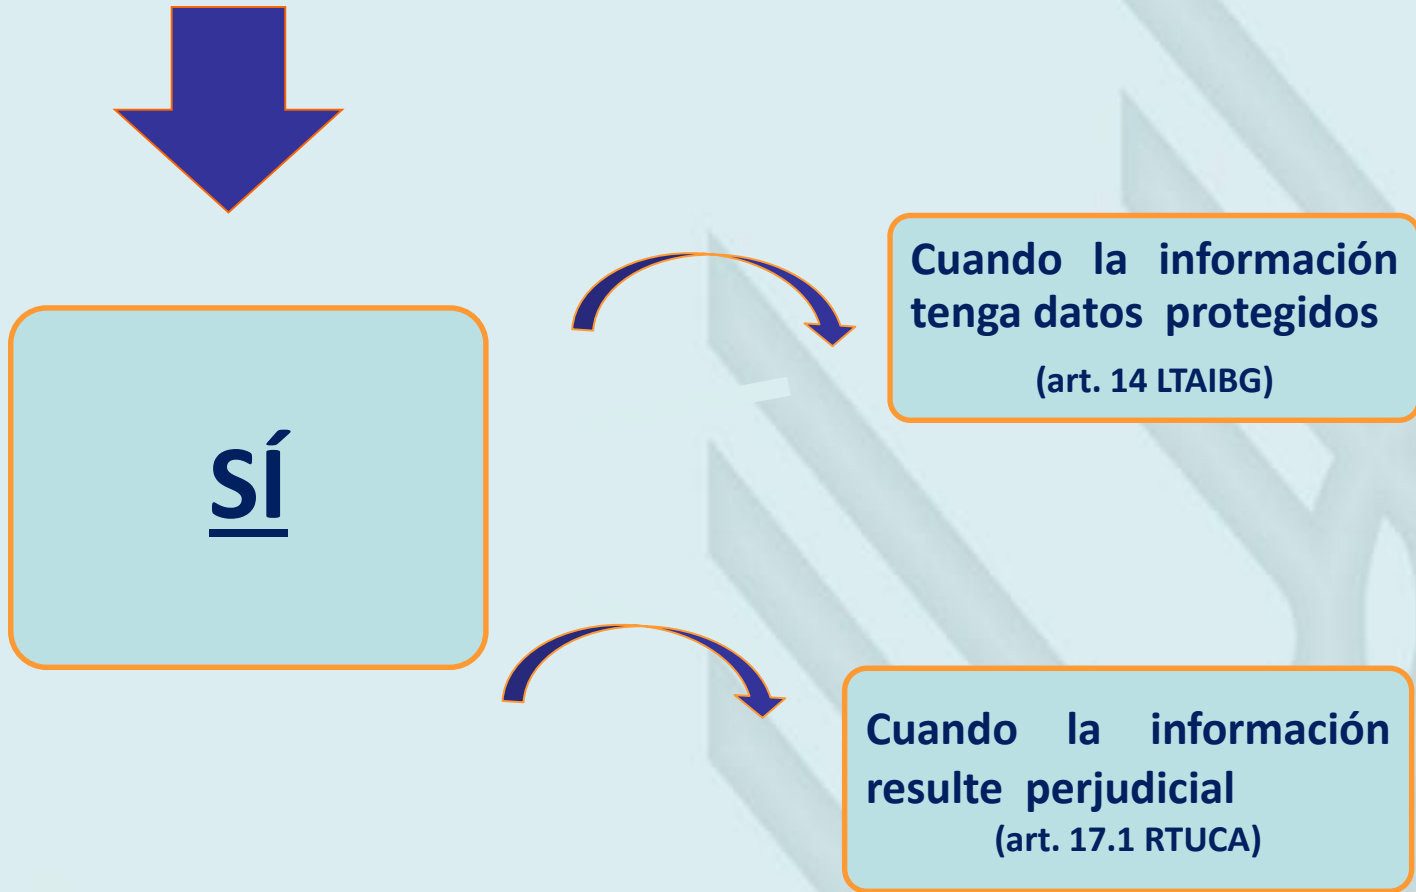 SÍ
Cuando la información
tenga datos protegidos
(art. 14 LTAIBG)
Cuando la información
resulte perjudicial
(art. 17.1 RTUCA)